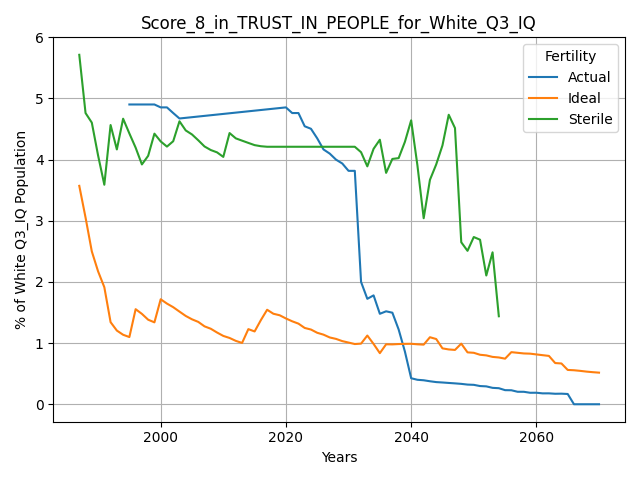 Score_8_in_TRUST_IN_PEOPLE_for_White_Q3_IQ
% of White Q3_IQ Population
6
5
4
3
2
1
0
Fertility
Actual
Ideal
Sterile
2000
2020
2040
2060
Years